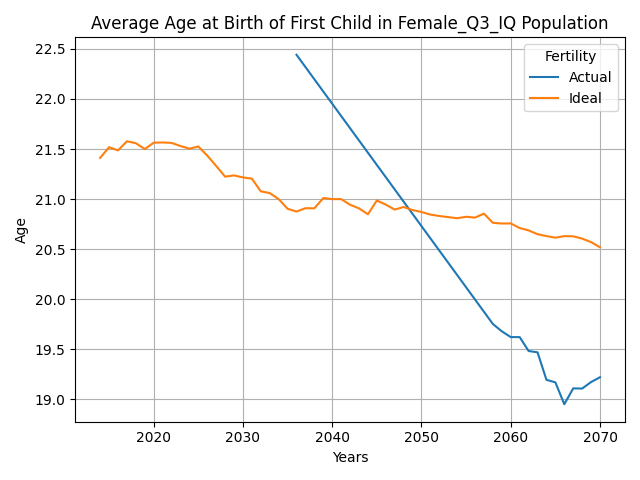 Average Age at Birth of First Child in Female_Q3_IQ Population
22.5
22.0
21.5
21.0
20.5
20.0
19.5
19.0
Age
Fertility
Actual
Ideal
2020 2030 2040 2050 2060 2070
Years